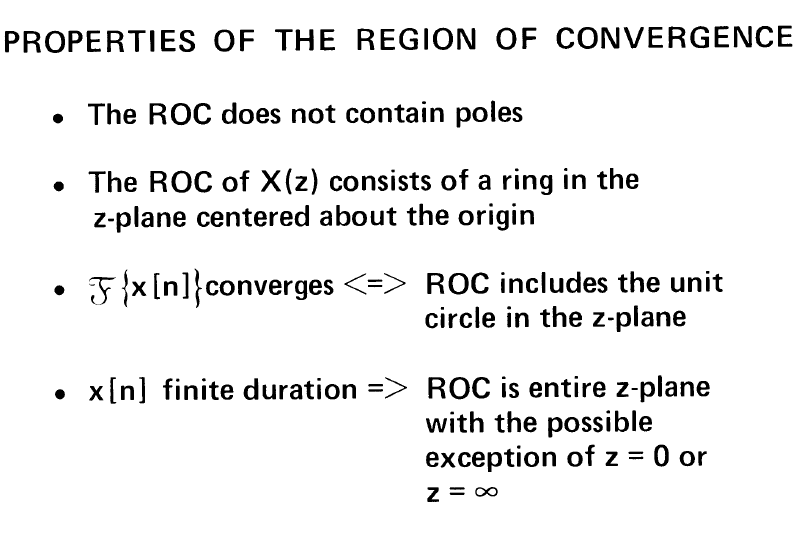 PROPERTIES OF THE REGION OF CONVERGENCE
• The ROC does not contain poles
• The ROC of X(z) consists of a ring in the
z-plane centered about the origin
• ℱ{x[n]}converges <=> ROC includes the unit
circle in the z-plane
• x[n] finite duration => ROC is entire z-plane
with the possible
exception of z = 0 or
z = ∞